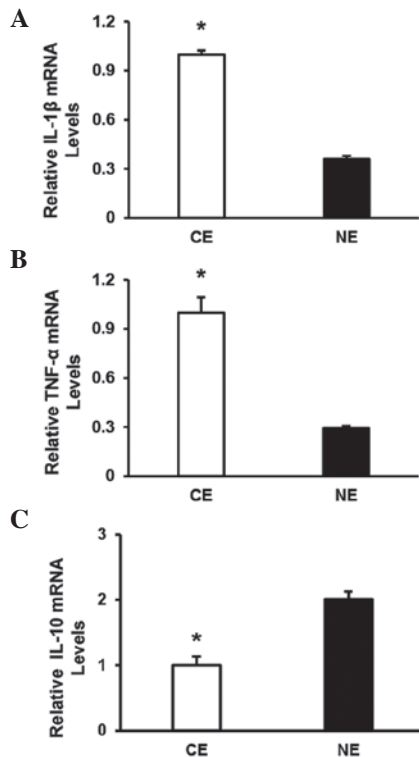 A
Relative IL-1β mRNA
Levels
1.2
0.9
0.6
0.3
0
*
CE
NE
B
Relative TNF-α mRNA
Levels
1.2
0.9
0.6
0.3
0
*
CE
NE
C
Relative IL-10 mRNA
Levels
3
2
1
0
*
CE
NE